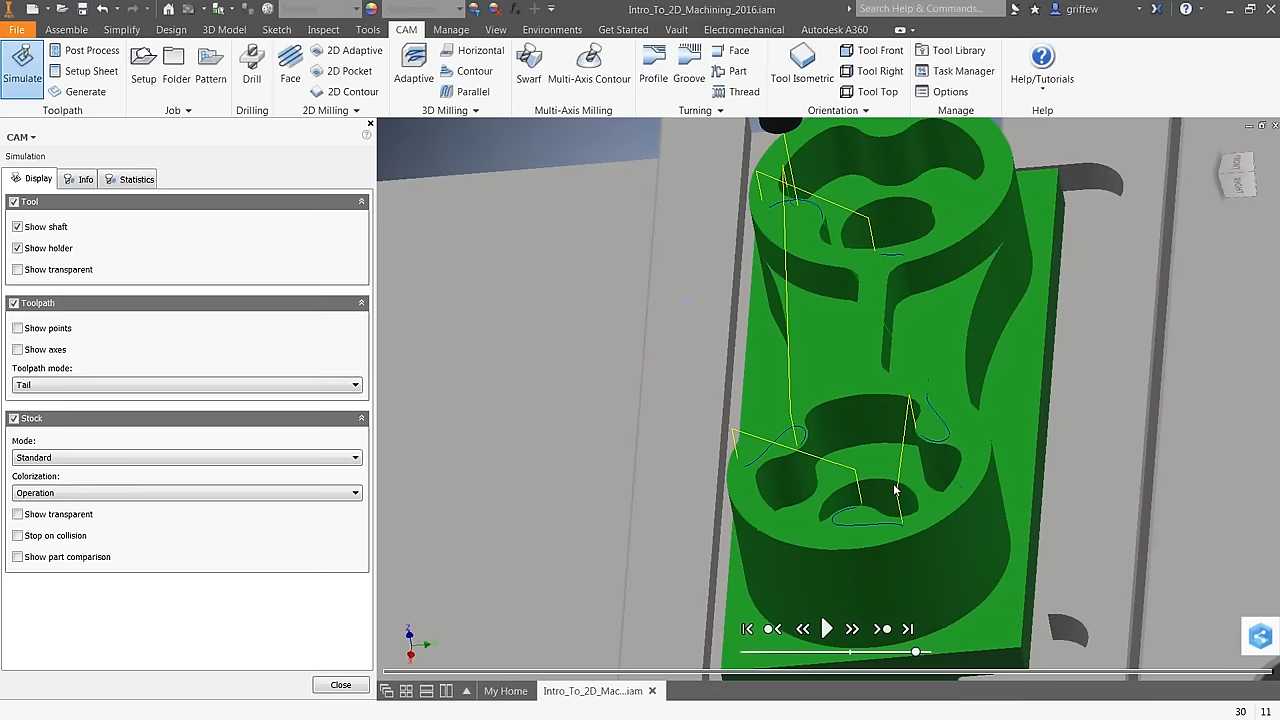 Intro_To_2D_Machining_2016.iam
Search Help & Commands...
griffew
PRO
File Assemble Simplify Design 3D Model Sketch Inspect Tools CAM Manage View Environments Get Started Vault Electromechanical Autodesk A360
Simulate
Post Process
Setup Sheet
Generate
Toolpath
Setup
Folder
Pattern
Job
Drill
Drilling
Face
2D Adaptive
2D Pocket
2D Contour
2D Milling
Adaptive
Horizontal
Contour
Parallel
3D Milling
Swarf
Multi-Axis Contour
Multi-Axis Milling
Profile
Groove
Face
Part
Thread
Turning
Tool Isometric
Tool Front
Tool Right
Tool Top
Orientation
Tool Library
Task Manager
Options
Manage
Help/Tutorials
Help
CAM
Simulation
Display Info Statistics
Tool
Show shaft
Show holder
Show transparent
Toolpath
Show points
Show axes
Toolpath mode:
Tail
Stock
Mode:
Standard
Colorization:
Operation
Show transparent
Stop on collision
Show part comparison
Close
FRONT
RIGHT
Z
X
My Home
Intro_To_2D_Mac...iam
30 11